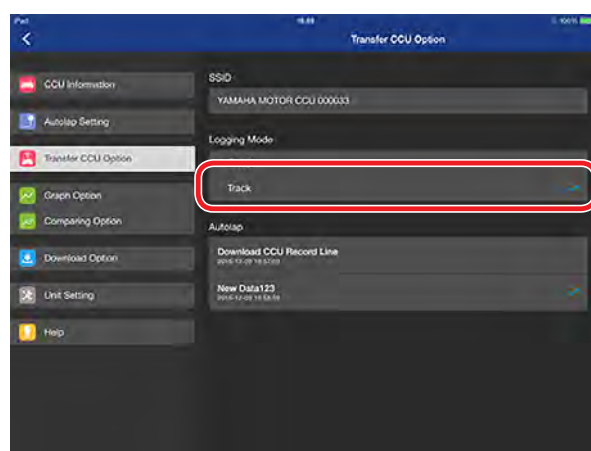 iPad 100%
Transfer CCU Option
CCU Information
Autolap Setting
Transfer CCU Option
Graph Option
Comparing Option
Download Option
Unit Setting
Help
SSID
YAMAHA MOTOR CCU 000033
Logging Mode
Track
Autolap
Download CCU Record Line
New Data123